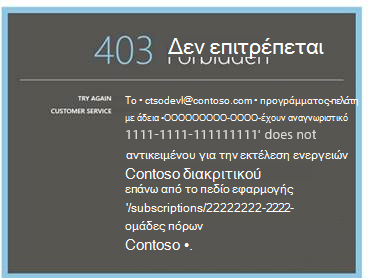 403 Δεν επιτρέπεται
Forbidden
TRY AGAIN
CUSTOMER SERVICE
Το • ctsodevl@contoso.com • προγράμματος-πελάτη
με άδεια •OOOOOOOOO-OOOO-έχουν αναγνωριστικό
1111-1111-111111111' does not
αντικειμένου για την εκτέλεση ενεργειών
Contoso διακριτικού
επάνω από το πεδίο εφαρμογής
'/subscriptions/22222222-2222-
ομάδες πόρων
Contoso •.